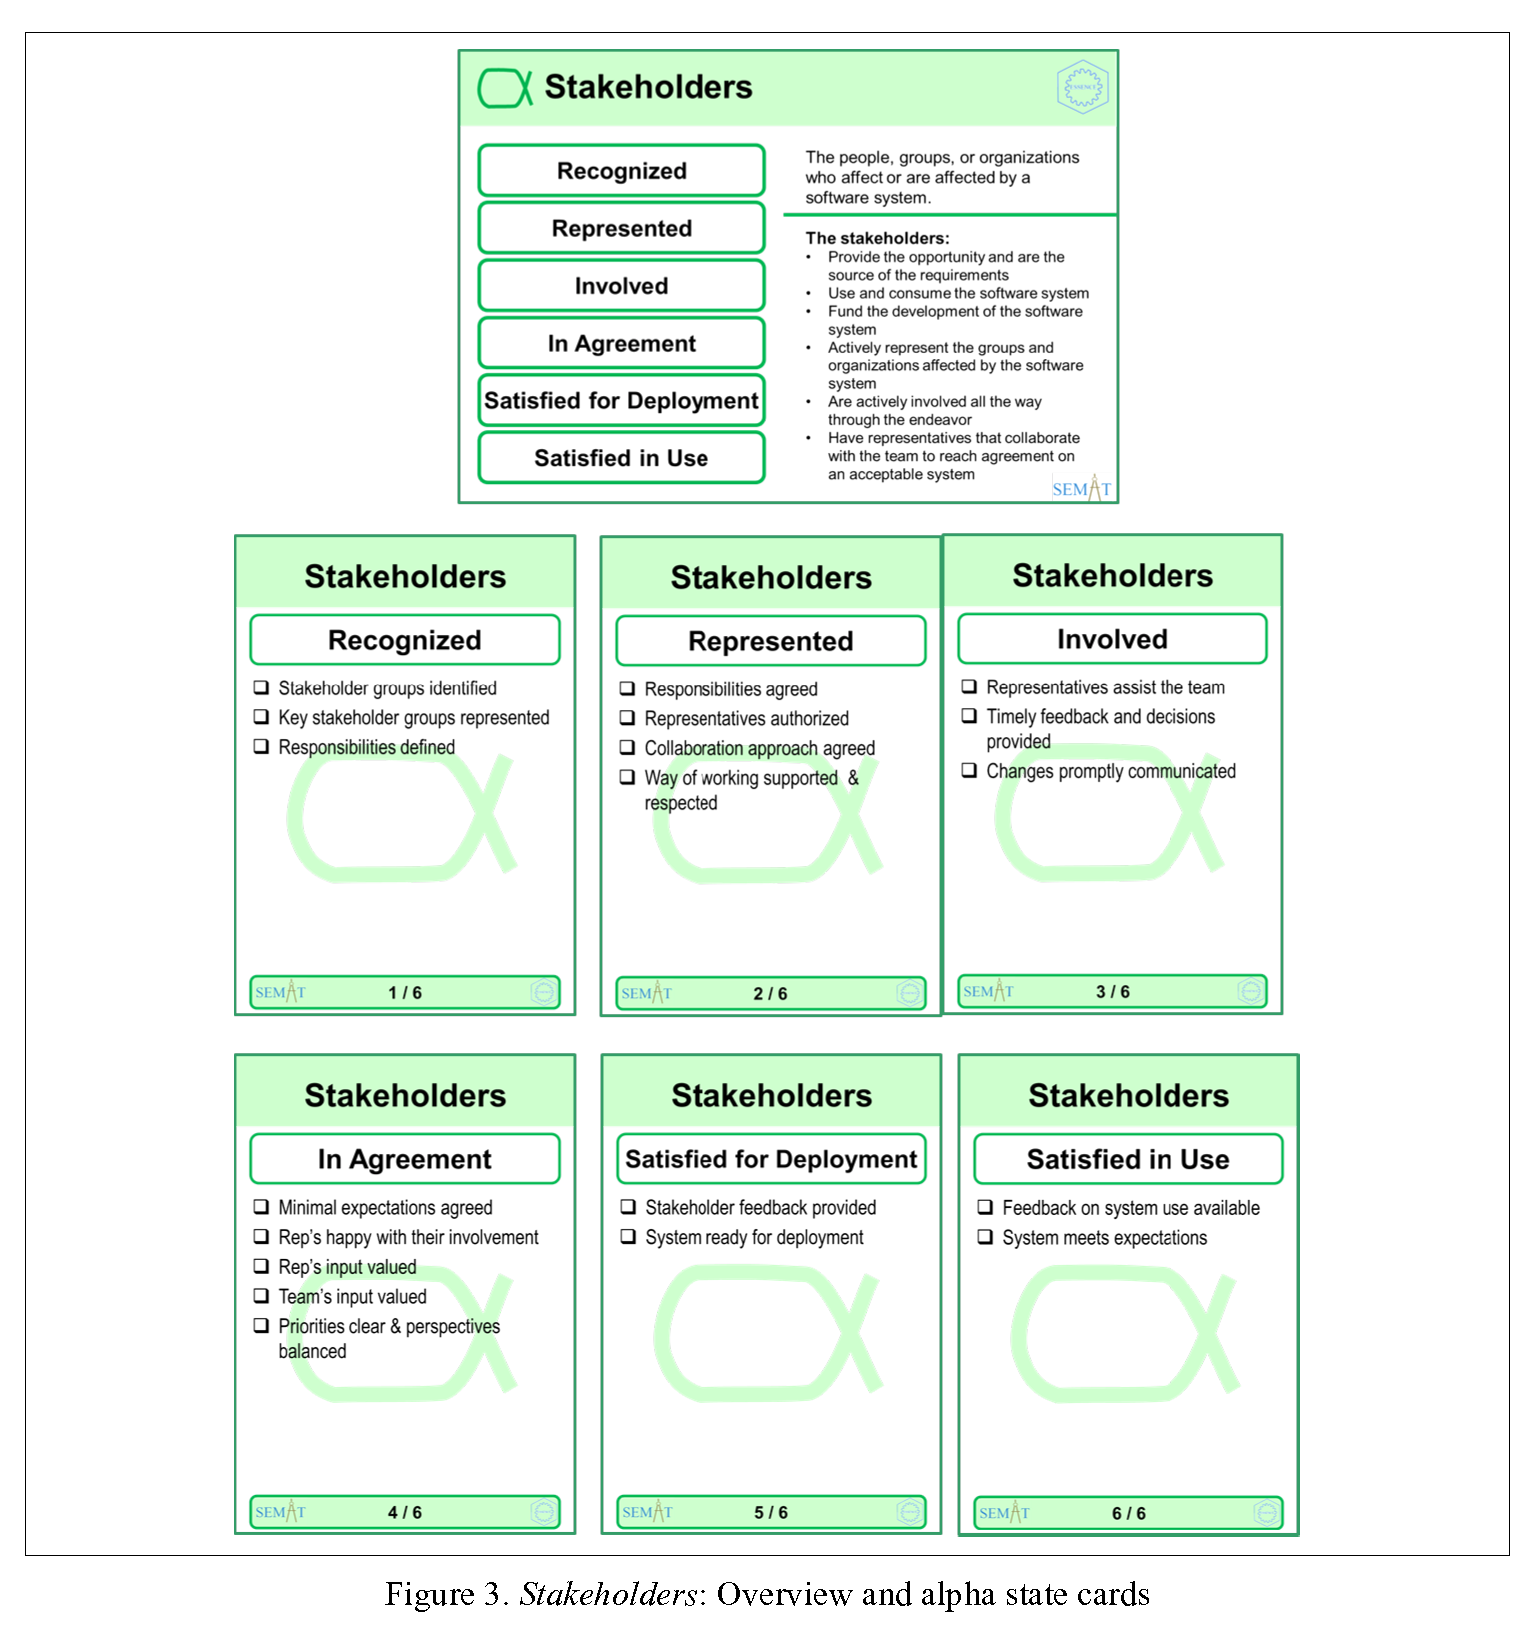 Stakeholders
ESSENCE
Recognized
Represented
Involved
In Agreement
Satisfied for Deployment
Satisfied in Use
The people, groups, or organizations
who affect or are affected by a
software system.
The stakeholders:
• Provide the opportunity and are the
source of the requirements
• Use and consume the software system
• Fund the development of the software
system
• Actively represent the groups and
organizations affected by the software
system
• Are actively involved all the way
through the endeavor
• Have representatives that collaborate
with the team to reach agreement on
an acceptable system
SEMAT
Stakeholders
Recognized
❑ Stakeholder groups identified
❑ Key stakeholder groups represented
❑ Responsibilities defined
SEMAT 1 / 6
Stakeholders
Represented
❑ Responsibilities agreed
❑ Representatives authorized
❑ Collaboration approach agreed
❑ Way of working supported &
respected
SEMAT 2 / 6
Stakeholders
Involved
❑ Representatives assist the team
❑ Timely feedback and decisions
provided
❑ Changes promptly communicated
SEMAT 3 / 6
Stakeholders
In Agreement
❑ Minimal expectations agreed
❑ Rep’s happy with their involvement
❑ Rep’s input valued
❑ Team’s input valued
❑ Priorities clear & perspectives
balanced
SEMAT 4 / 6
Stakeholders
Satisfied for Deployment
❑ Stakeholder feedback provided
❑ System ready for deployment
SEMAT 5 / 6
Stakeholders
Satisfied in Use
❑ Feedback on system use available
❑ System meets expectations
SEMAT 6 / 6
Figure 3. Stakeholders: Overview and alpha state cards